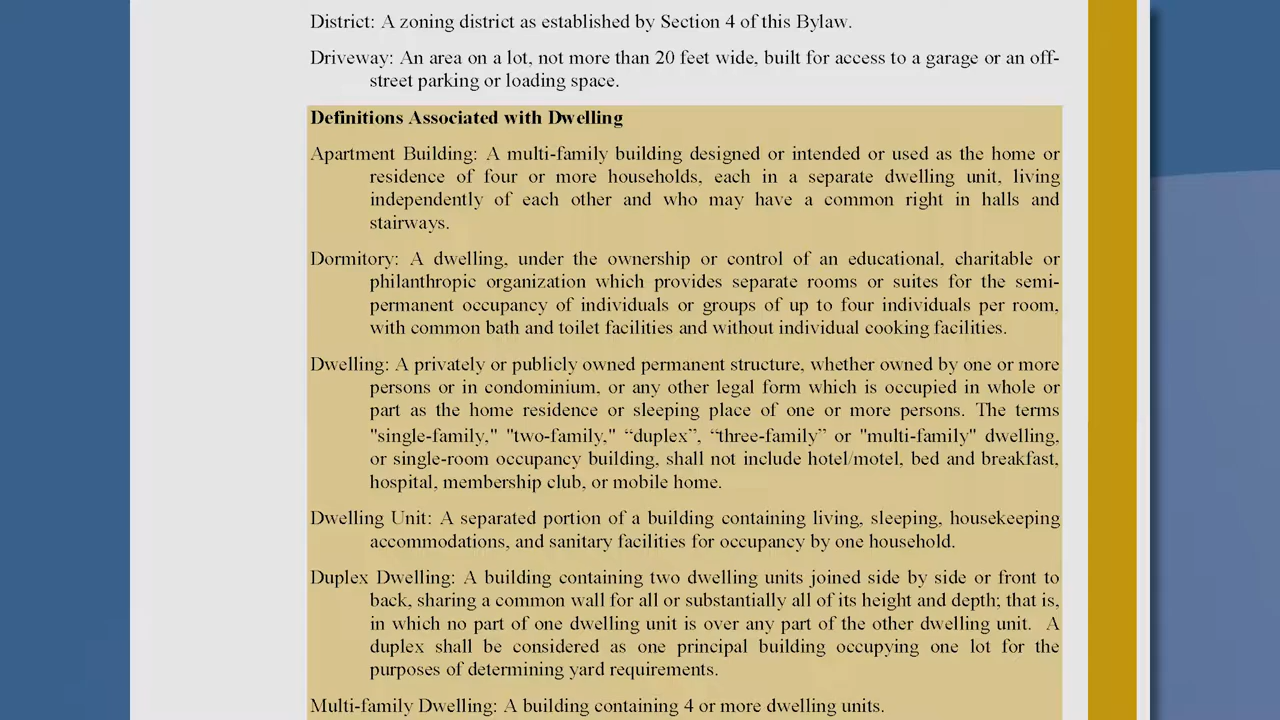 District: A zoning district as established by Section 4 of this Bylaw.
Driveway: An area on a lot, not more than 20 feet wide, built for access to a garage or an off-
street parking or loading space.
Definitions Associated with Dwelling
Apartment Building: A multi-family building designed or intended or used as the home or
residence of four or more households, each in a separate dwelling unit, living
independently of each other and who may have a common right in halls and
stairways.
Dormitory: A dwelling, under the ownership or control of an educational, charitable or
philanthropic organization which provides separate rooms or suites for the semi-
permanent occupancy of individuals or groups of up to four individuals per room,
with common bath and toilet facilities and without individual cooking facilities.
Dwelling: A privately or publicly owned permanent structure, whether owned by one or more
persons or in condominium, or any other legal form which is occupied in whole or
part as the home residence or sleeping place of one or more persons. The terms
"single-family," "two-family," “duplex”, “three-family” or "multi-family" dwelling,
or single-room occupancy building, shall not include hotel/motel, bed and breakfast,
hospital, membership club, or mobile home.
Dwelling Unit: A separated portion of a building containing living, sleeping, housekeeping
accommodations, and sanitary facilities for occupancy by one household.
Duplex Dwelling: A building containing two dwelling units joined side by side or front to
back, sharing a common wall for all or substantially all of its height and depth; that is,
in which no part of one dwelling unit is over any part of the other dwelling unit. A
duplex shall be considered as one principal building occupying one lot for the
purposes of determining yard requirements.
Multi-family Dwelling: A building containing 4 or more dwelling units.